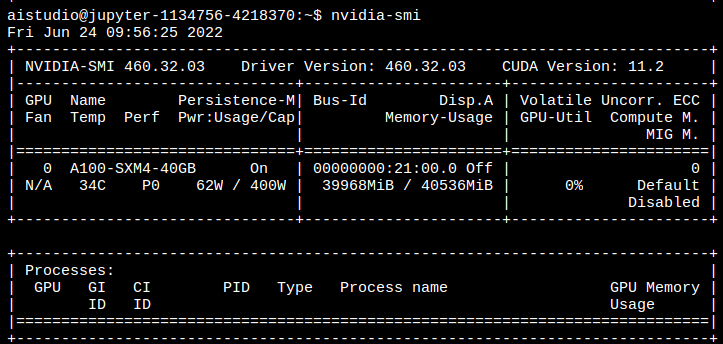 aistudio@jupyter-1134756-4218370:~$ nvidia-smi
Fri Jun 24 09:56:25 2022
+-----------------------------------------------------------------------------+
| NVIDIA-SMI 460.32.03    Driver Version: 460.32.03    CUDA Version: 11.2     |
|-------------------------------+----------------------+----------------------+
| GPU  Name        Persistence-M| Bus-Id        Disp.A | Volatile Uncorr. ECC |
| Fan  Temp  Perf  Pwr:Usage/Cap|         Memory-Usage | GPU-Util  Compute M. |
|                               |                      |               MIG M. |
|===============================+======================+======================|
|   0  A100-SXM4-40GB      On   | 00000000:21:00.0 Off |                    0 |
| N/A   34C    P0    62W / 400W |  39968MiB / 40536MiB |      0%      Default |
|                               |                      |             Disabled |
+-------------------------------+----------------------+----------------------+

+-----------------------------------------------------------------------------+
| Processes:                                                                  |
|  GPU   GI   CI        PID   Type   Process name                  GPU Memory |
|        ID   ID                                                   Usage      |
|=============================================================================|
+-----------------------------------------------------------------------------+